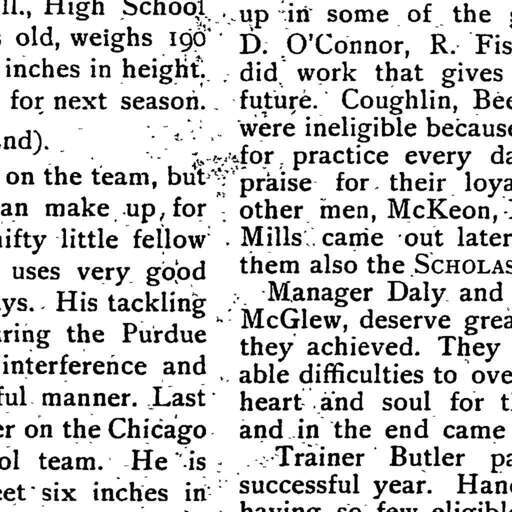 ll., High School
old, weighs 190
inches in height.
for next season.
nd).
on the team, but
an make up for
nifty little fellow
uses very good
ys. His tackling
ring the Purdue
interference and
ful manner. Last
er on the Chicago
ol team. He is
eet six inches in
up in some of the
D. O'Connor, R. Fis
did work that gives
future. Coughlin, Bee
were ineligible because
for practice every da
praise for their loya
other men, McKeon,
Mills came out later
them also the SCHOLAS
Manager Daly and
McGlew, deserve grea
they achieved. They
able difficulties to ove
heart and soul for t
and in the end came
Trainer Butler pa
successful year. Hand
having so few eligible